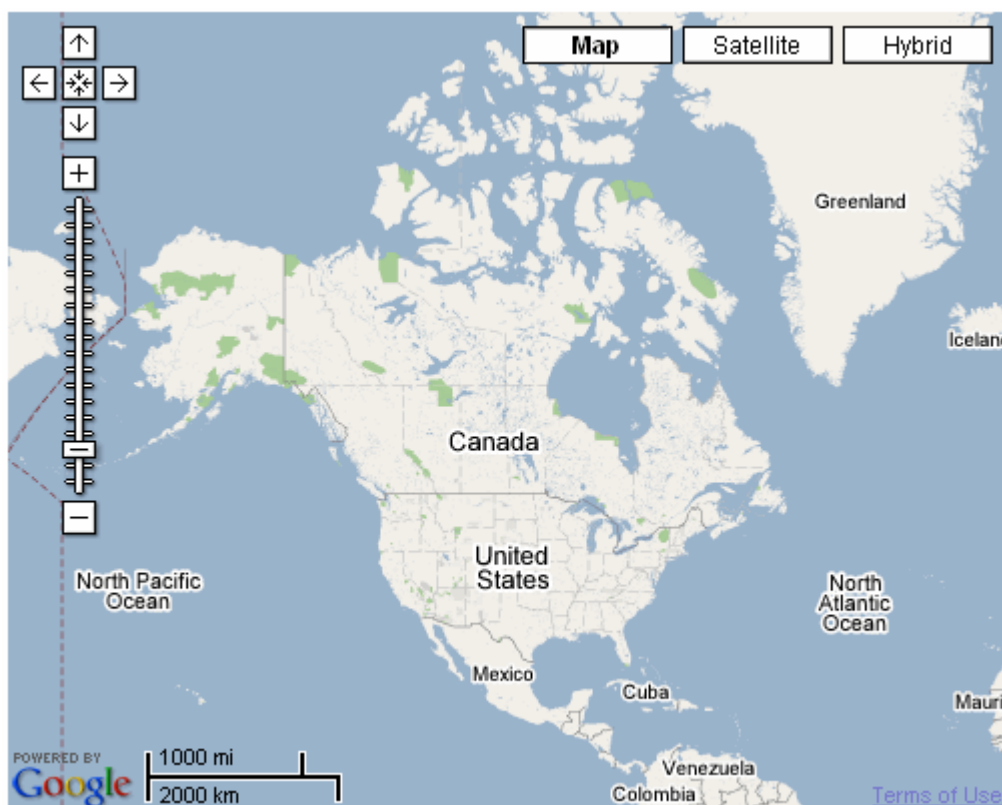 Map
Satellite
Hybrid
Greenland
Iceland
Canada
United
States
North Pacific
Ocean
North
Atlantic
Ocean
Mexico
Cuba
Mauri
Venezuela
Colombia
POWERED BY
Google
1000 mi
2000 km
Terms of Use